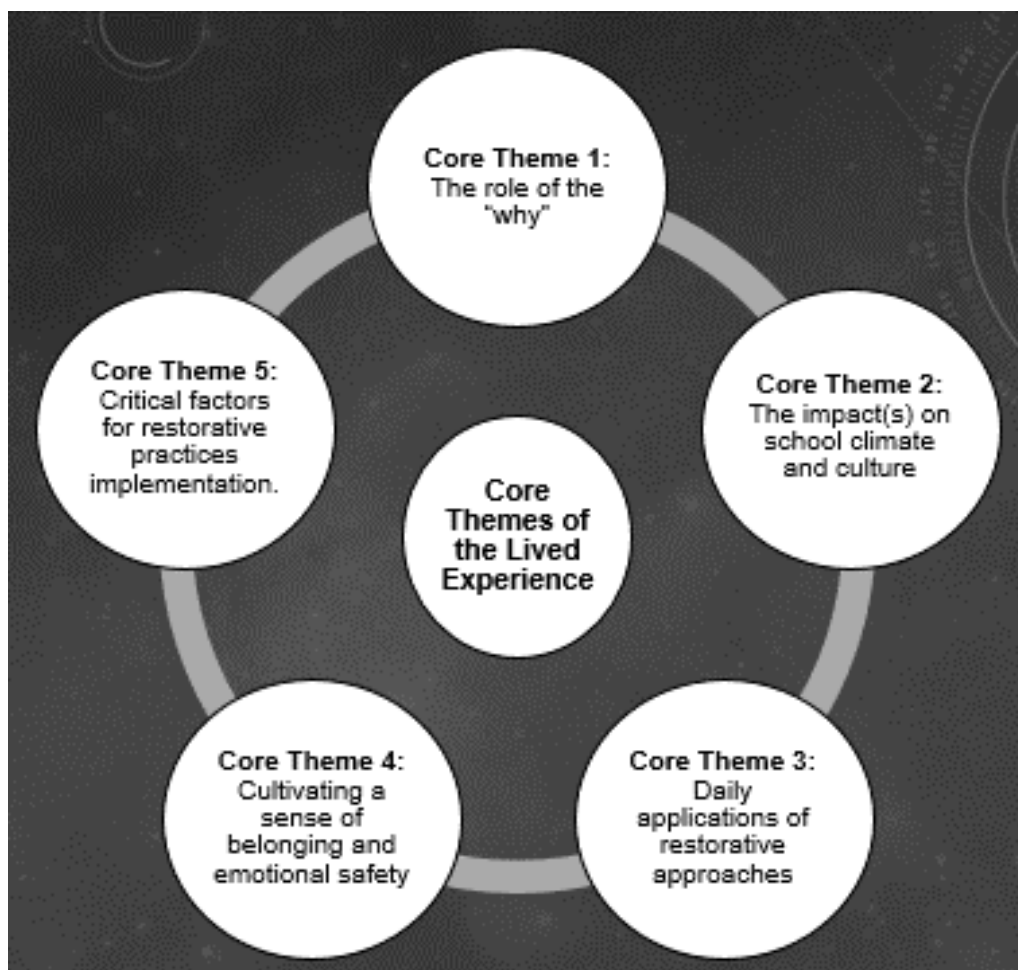 Core Theme 1:
The role of the
"why"
Core Theme 2:
The impact(s) on
school climate
and culture
Core Theme 3:
Daily
applications of
restorative
approaches
Core Theme 4:
Cultivating a
sense of
belonging and
emotional safety
Core Theme 5:
Critical factors
for restorative
practices
implementation.
Core
Themes of
the Lived
Experience